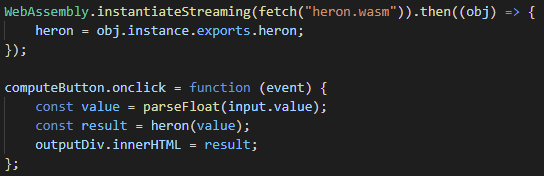 WebAssembly.instantiateStreaming(fetch("heron.wasm")).then((obj) => {
    heron = obj.instance.exports.heron;
});

computeButton.onclick = function (event) {
    const value = parseFloat(input.value);
    const result = heron(value);
    outputDiv.innerHTML = result;
};